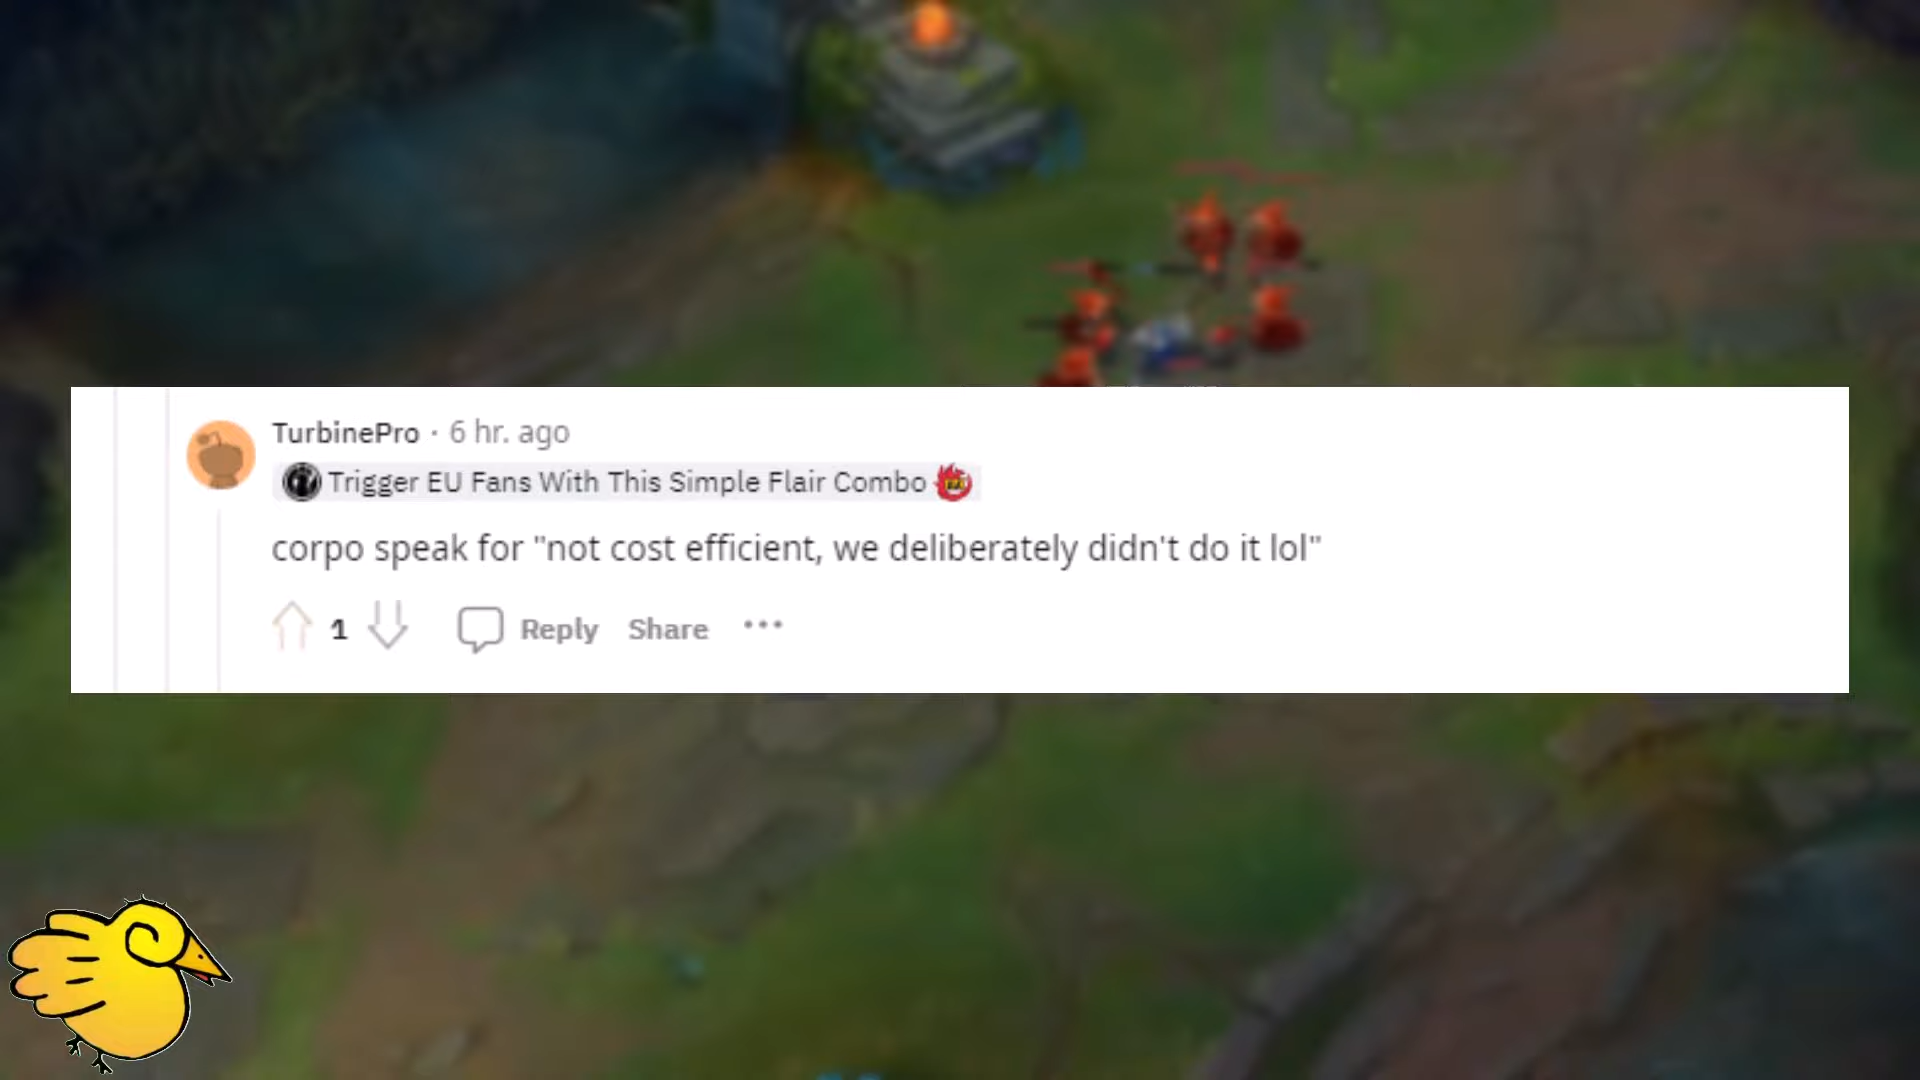 TurbinePro · 6 hr. ago
Trigger EU Fans With This Simple Flair Combo
corpo speak for "not cost efficient, we deliberately didn't do it lol"
1 Reply Share ···